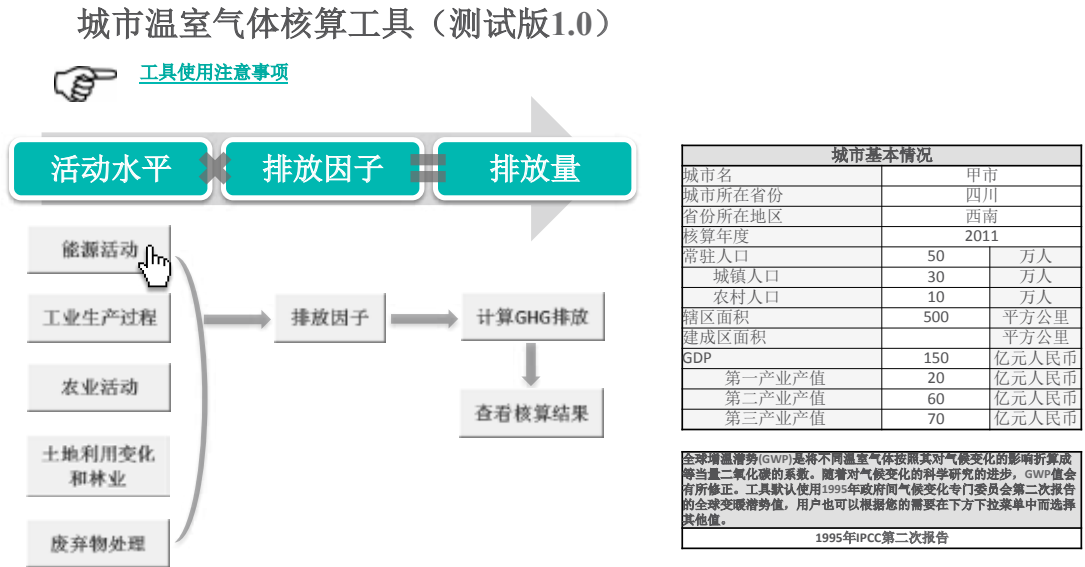 城市温室气体核算工具（测试版1.0）
工具使用注意事项
活动水平
排放因子
排放量
能源活动
工业生产过程
农业活动
土地利用变化
和林业
废弃物处理
排放因子
计算GHG排放
查看核算结果
城市基本情况
城市名 甲市
城市所在省份 四川
省份所在地区 西南
核算年度 2011
常驻人口 50 万人
城镇人口 30 万人
农村人口 10 万人
辖区面积 500 平方公里
建成区面积 平方公里
GDP 150 亿元人民币
第一产业产值 20 亿元人民币
第二产业产值 60 亿元人民币
第三产业产值 70 亿元人民币
全球增温潜势(GWP)是将不同温室气体按照其对气候变化的影响折算成
等当量二氧化碳的系数。随着对气候变化的科学研究的进步，GWP值会
有所修正。工具默认使用1995年政府间气候变化专门委员会第二次报告
的全球变暖潜势值，用户也可以根据您的需要在下方下拉菜单中而选择
其他值。
1995年IPCC第二次报告